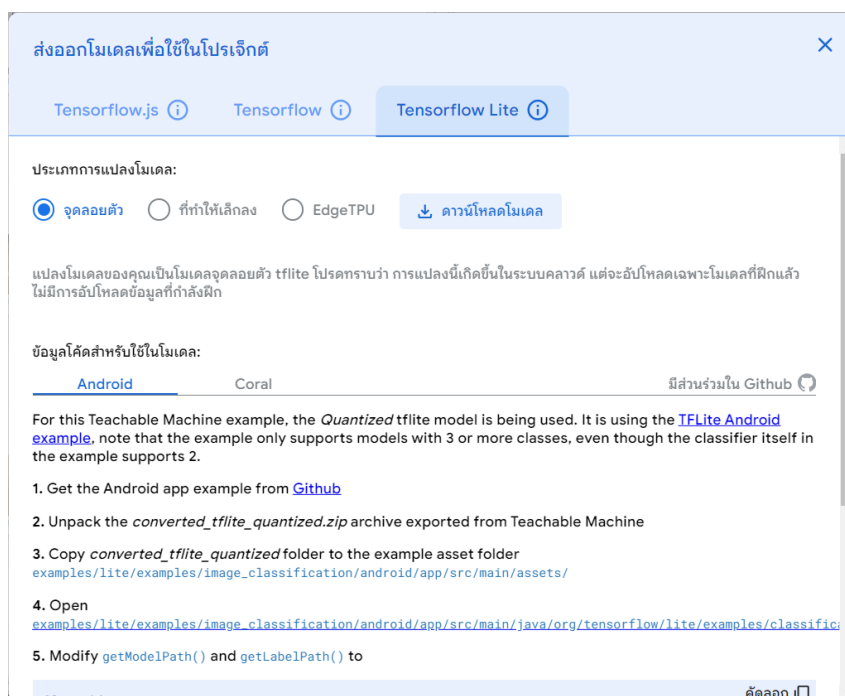 ส่งออกโมเดลเพื่อใช้ในโปรเจ็กต์
Tensorflow.js Tensorflow Tensorflow Lite
ประเภทการแปลงโมเดล:
จุดลอยตัว ที่ทำให้เล็กลง EdgeTPU ดาวน์โหลดโมเดล
แปลงโมเดลของคุณเป็นโมเดลจุดลอยตัว tflite โปรดทราบว่า การแปลงนี้เกิดขึ้นในระบบคลาวด์ แต่จะอัปโหลดเฉพาะโมเดลที่ฝึกแล้ว
ไม่มีการอัปโหลดข้อมูลที่กำลังฝึก
ข้อมูลโค้ดสำหรับใช้ในโมเดล:
Android Coral มีส่วนร่วมใน Github
For this Teachable Machine example, the Quantized tflite model is being used. It is using the TFLite Android
example, note that the example only supports models with 3 or more classes, even though the classifier itself in
the example supports 2.
1. Get the Android app example from Github
2. Unpack the converted_tflite_quantized.zip archive exported from Teachable Machine
3. Copy converted_tflite_quantized folder to the example asset folder
examples/lite/examples/image_classification/android/app/src/main/assets/
4. Open
examples/lite/examples/image_classification/android/app/src/main/java/org/tensorflow/lite/examples/classifica
5. Modify getModelPath() and getLabelPath() to
คัดลอก